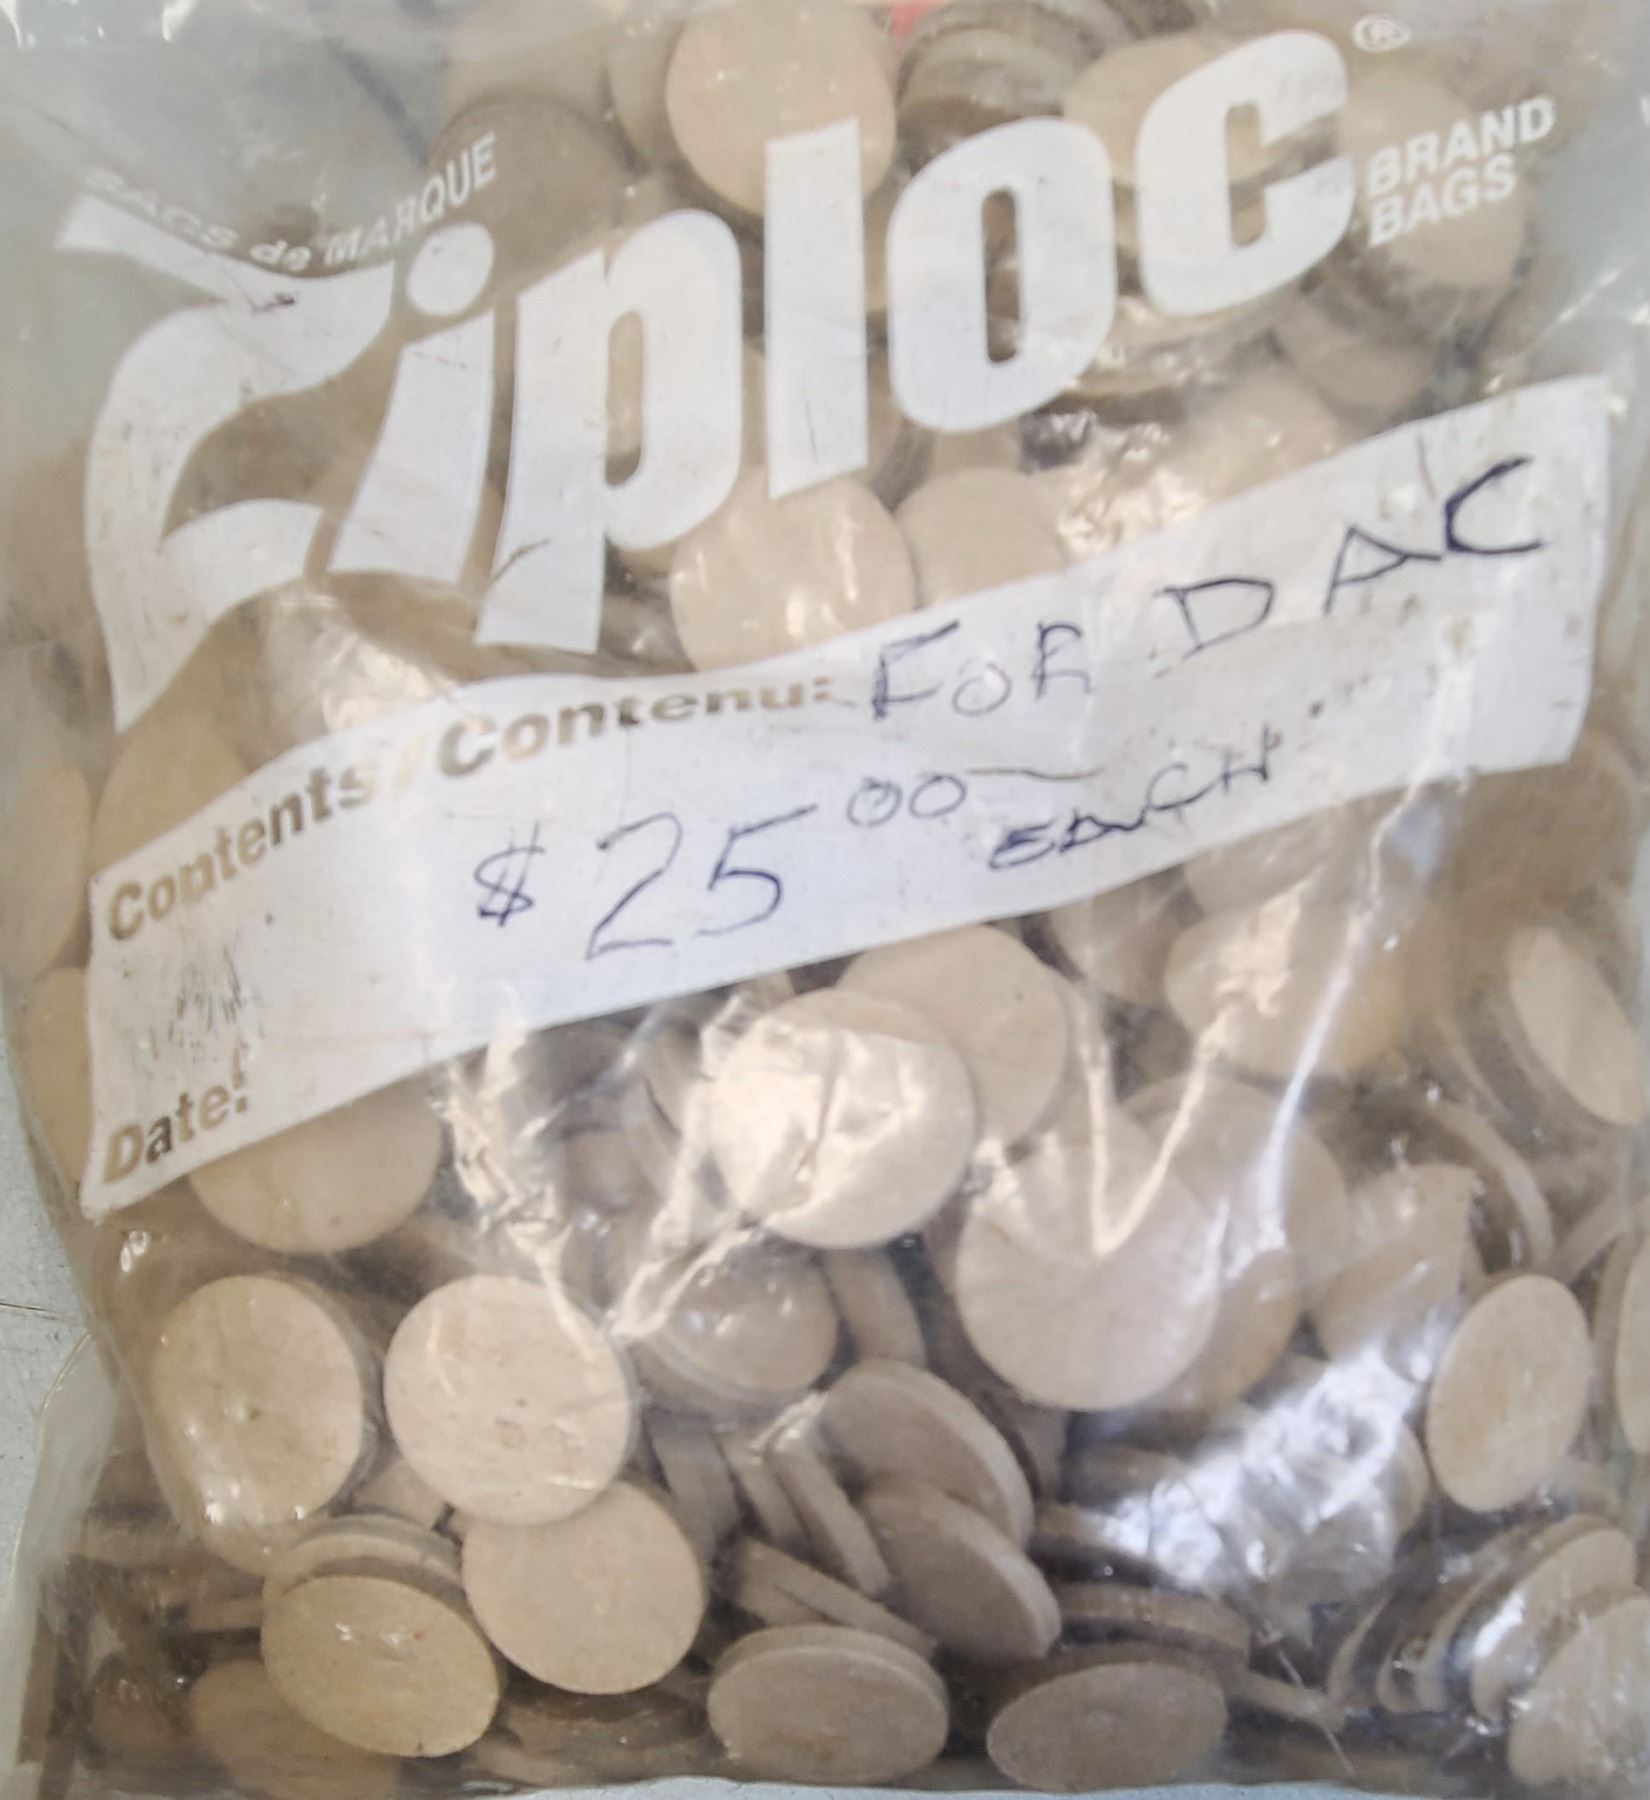 SACS de MARQUE
Ziploc®
BRAND
BAGS
Contents/Contenu: FOR DAC
$25.00 EACH
Date: